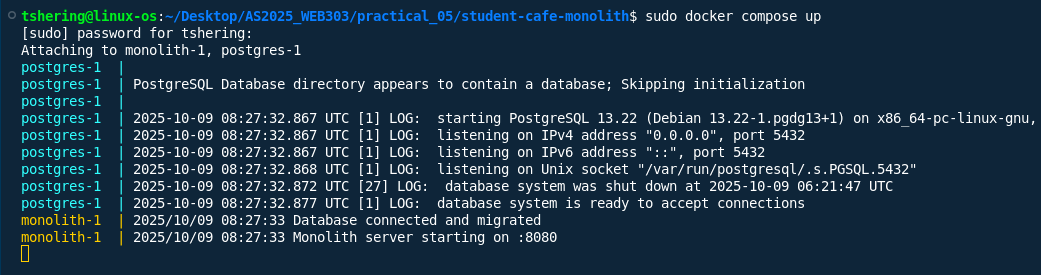 tshering@linux-os:~/Desktop/AS2025_WEB303/practical_05/student-cafe-monolith$ sudo docker compose up
[sudo] password for tshering:
Attaching to monolith-1, postgres-1
postgres-1  |
postgres-1  | PostgreSQL Database directory appears to contain a database; Skipping initialization
postgres-1  |
postgres-1  | 2025-10-09 08:27:32.867 UTC [1] LOG:  starting PostgreSQL 13.22 (Debian 13.22-1.pgdg13+1) on x86_64-pc-linux-gnu,
postgres-1  | 2025-10-09 08:27:32.867 UTC [1] LOG:  listening on IPv4 address "0.0.0.0", port 5432
postgres-1  | 2025-10-09 08:27:32.867 UTC [1] LOG:  listening on IPv6 address "::", port 5432
postgres-1  | 2025-10-09 08:27:32.868 UTC [1] LOG:  listening on Unix socket "/var/run/postgresql/.s.PGSQL.5432"
postgres-1  | 2025-10-09 08:27:32.872 UTC [27] LOG:  database system was shut down at 2025-10-09 06:21:47 UTC
postgres-1  | 2025-10-09 08:27:32.877 UTC [1] LOG:  database system is ready to accept connections
monolith-1  | 2025/10/09 08:27:33 Database connected and migrated
monolith-1  | 2025/10/09 08:27:33 Monolith server starting on :8080